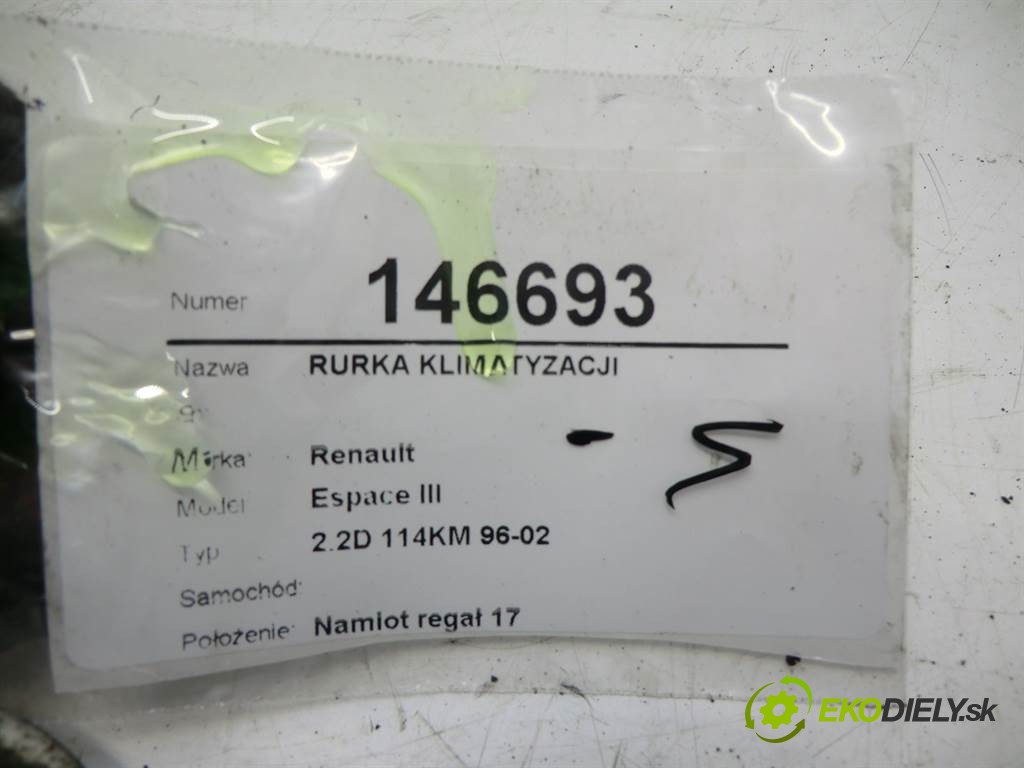 Numer 146693
Nazwa RURKA KLIMATYZACJI
Marka Renault
Model Espace III
Typ 2.2D 114KM 96-02
Samochód:
Położenie: Namiot regał 17
- 5
EKODIELY.sk